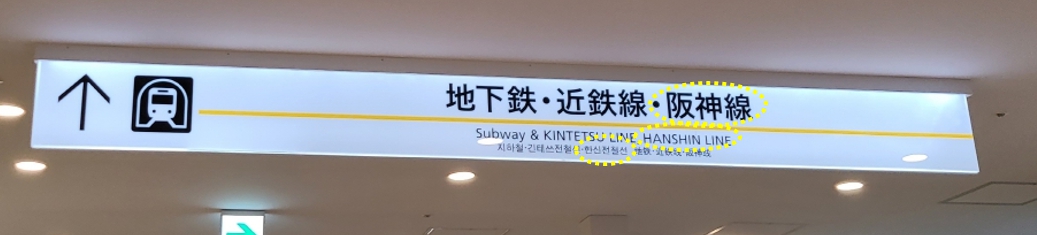 地下鉄・近鉄線・阪神線
Subway & KINTETSU LINE, HANSHIN LINE
지하철·긴테쓰전철선·한신전철선 地铁·近铁线·阪神线